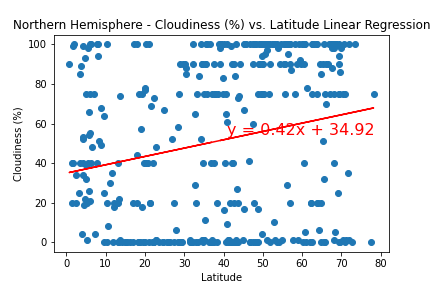 Northern Hemisphere - Cloudiness (%) vs. Latitude Linear Regression
100
80
60
40
20
0
Cloudiness (%)
y = 0.42x + 34.92
0 10 20 30 40 50 60 70 80
Latitude